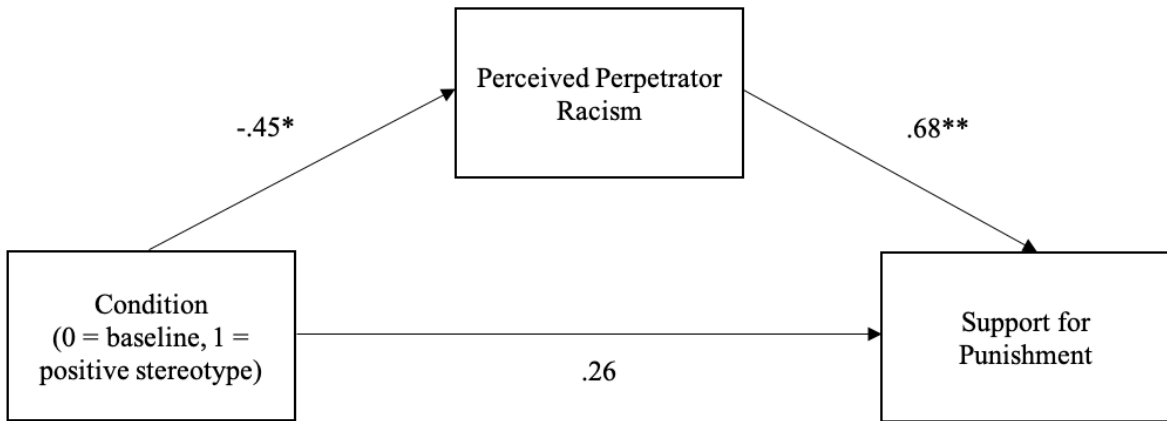 Perceived Perpetrator
Racism
-.45*
.68**
Condition
(0 = baseline, 1 =
positive stereotype)
.26
Support for
Punishment